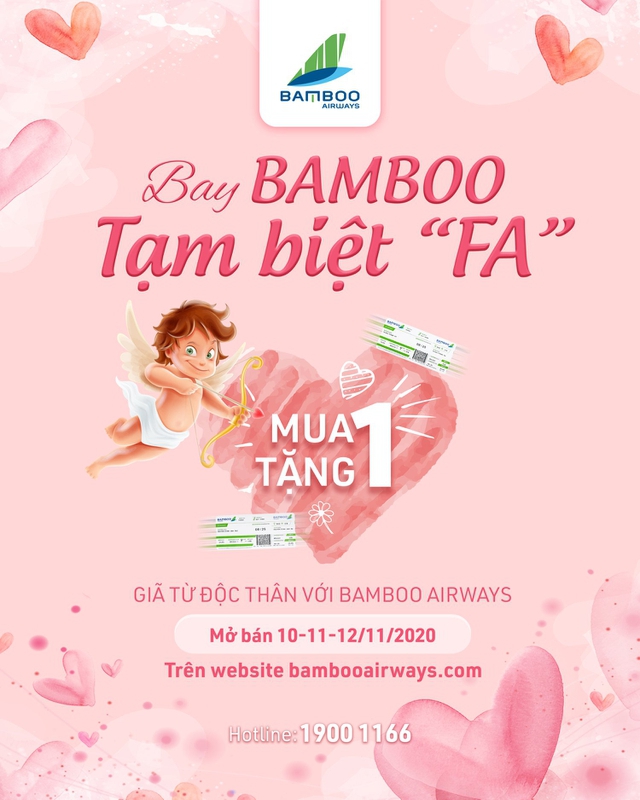 BAMBOO
AIRWAYS
Bay BAMBOO
Tạm biệt “FA”
MUA 1
TẶNG
GIÃ TỪ ĐỘC THÂN VỚI BAMBOO AIRWAYS
Mở bán 10-11-12/11/2020
Trên website bambooairways.com
Hotline: 1900 1166